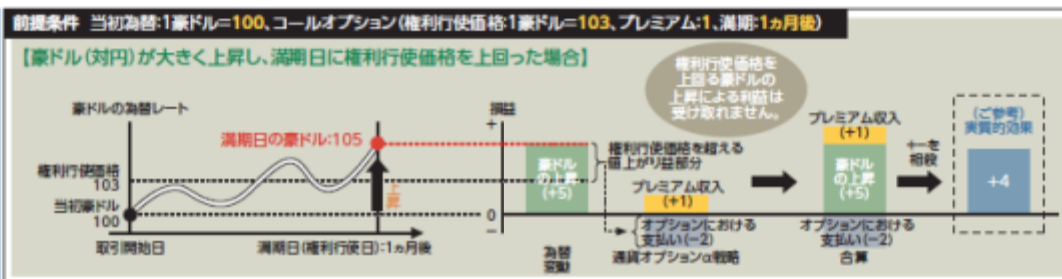 前提条件 当初為替:1豪ドル=100、コールオプション(権利行使価格:1豪ドル=103、プレミアム:1、満期:1ヵ月後)
【豪ドル(対円)が大きく上昇し、満期日に権利行使価格を上回った場合】
権利行使価格を
上回る豪ドルの
上昇による利益は
受け取れません。
豪ドルの為替レート
満期日の豪ドル:105
権利行使価格
103
当初豪ドル
100
上昇
取引開始日
満期日(権利行使日):1ヵ月後
損益
+
0
−
豪ドル
の上昇
(+5)
権利行使価格を超える
値上がり益部分
プレミアム収入
(+1)
オプションにおける
支払い(−2)
為替
変動
通貨オプションα戦略
プレミアム収入
(+1)
豪ドル
の上昇
(+5)
オプションにおける
支払い(−2)
合算
+−を
相殺
(ご参考)
実質的効果
+4